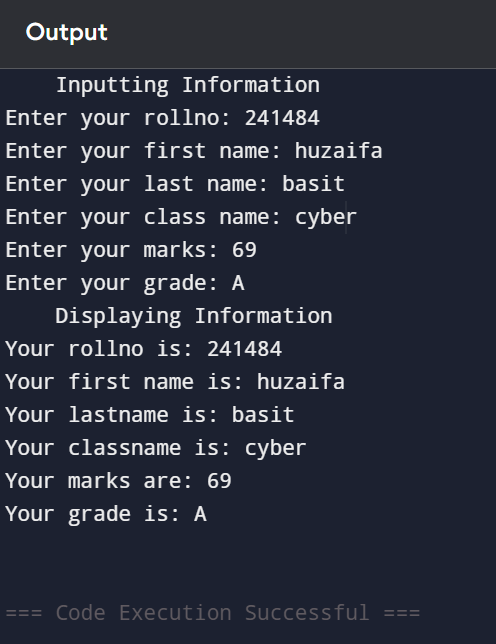 Output
Inputting Information
Enter your rollno: 241484
Enter your first name: huzaifa
Enter your last name: basit
Enter your class name: cyber
Enter your marks: 69
Enter your grade: A
Displaying Information
Your rollno is: 241484
Your first name is: huzaifa
Your lastname is: basit
Your classname is: cyber
Your marks are: 69
Your grade is: A
=== Code Execution Successful ===